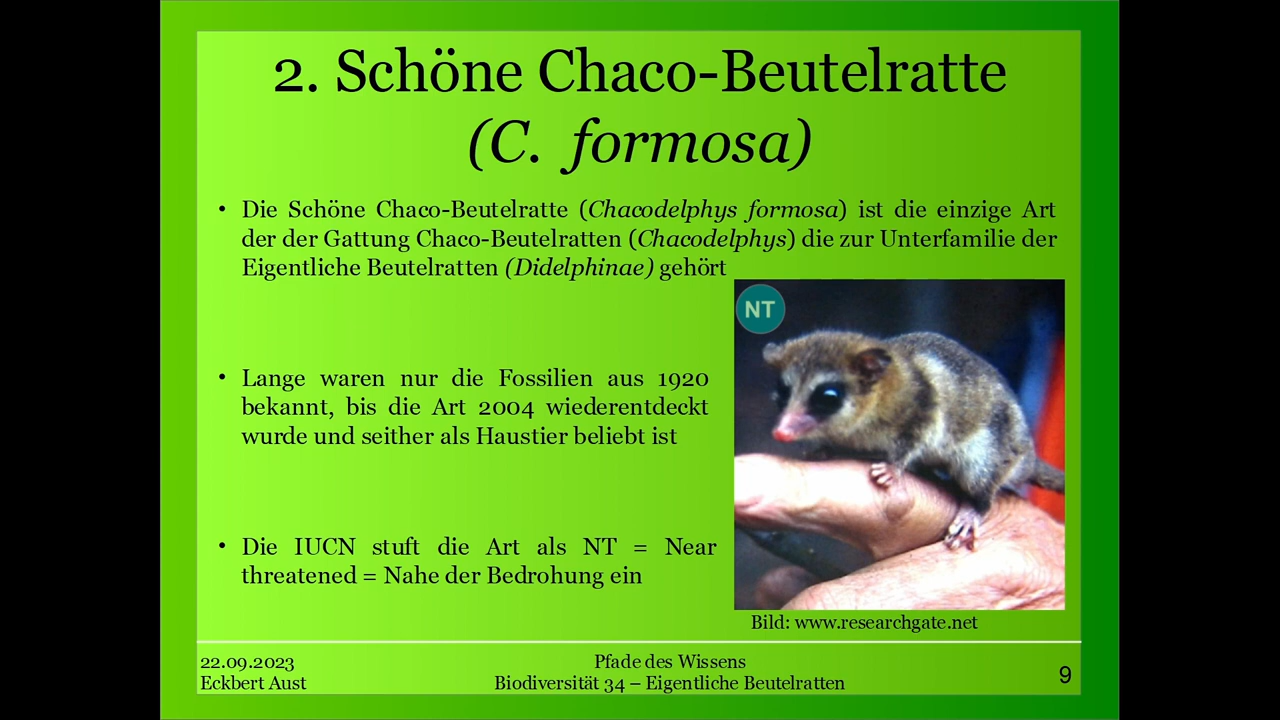 2. Schöne Chaco-Beutelratte
(C. formosa)
• Die Schöne Chaco-Beutelratte (Chacodelphys formosa) ist die einzige Art
der der Gattung Chaco-Beutelratten (Chacodelphys) die zur Unterfamilie der
Eigentliche Beutelratten (Didelphinae) gehört
NT
• Lange waren nur die Fossilien aus 1920
bekannt, bis die Art 2004 wiederentdeckt
wurde und seither als Haustier beliebt ist
• Die IUCN stuft die Art als NT = Near
threatened = Nahe der Bedrohung ein
Bild: www.researchgate.net
22.09.2023
Eckbert Aust
Pfade des Wissens
Biodiversität 34 – Eigentliche Beutelratten
9